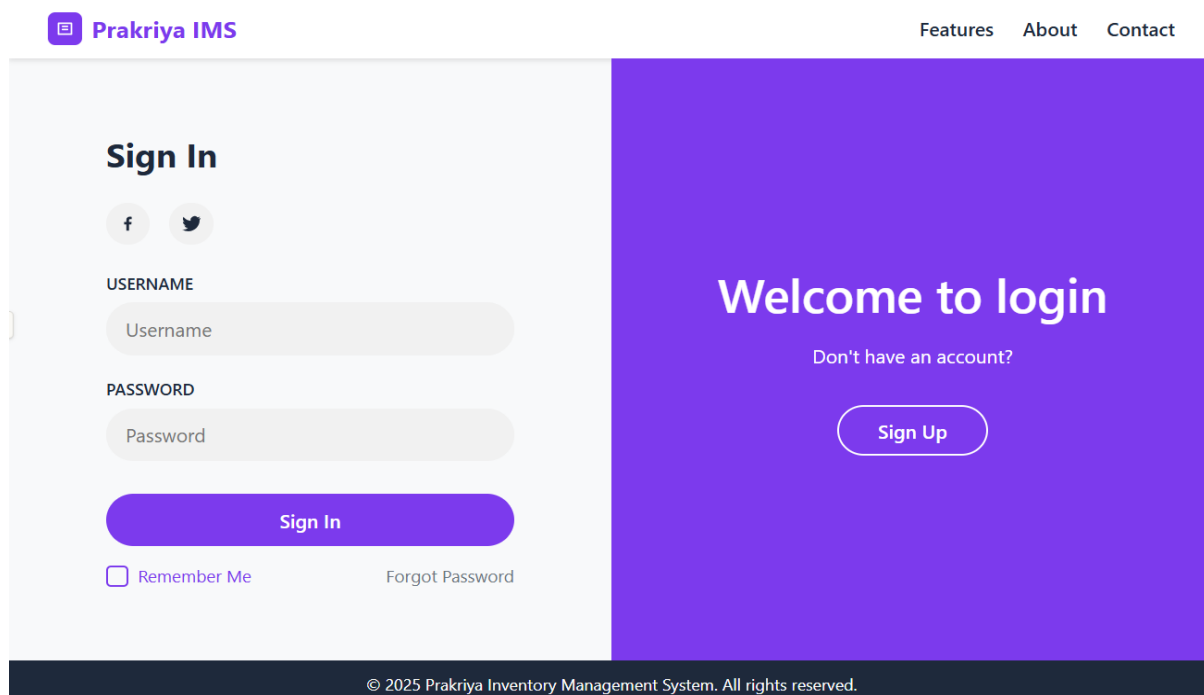 Prakriya IMS
Features About Contact
Sign In
USERNAME
Username
PASSWORD
Password
Sign In
Remember Me
Forgot Password
Welcome to login
Don't have an account?
Sign Up
© 2025 Prakriya Inventory Management System. All rights reserved.